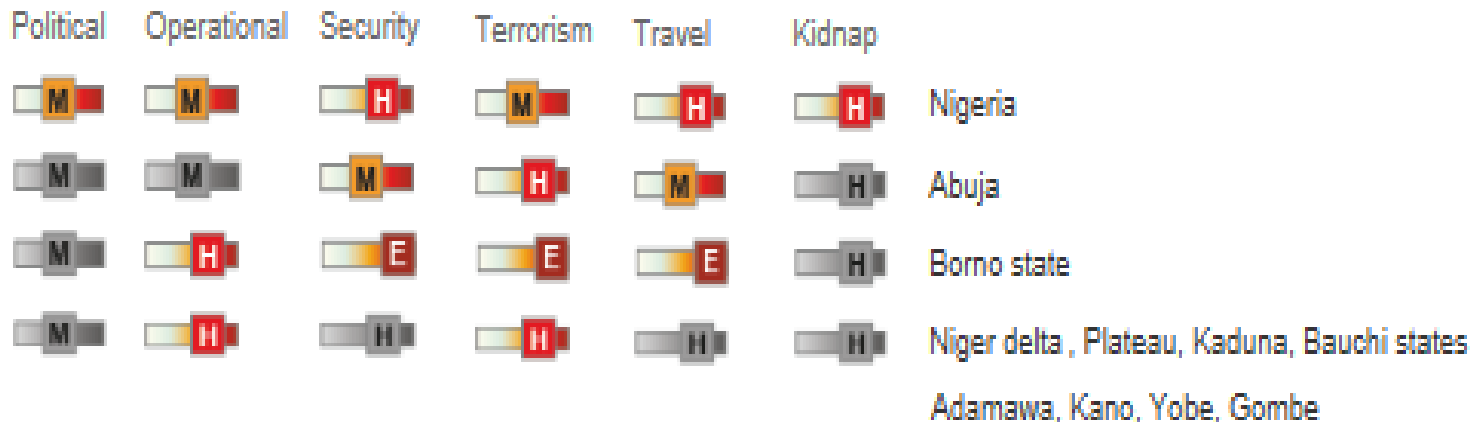 Political Operational Security Terrorism Travel Kidnap
M M H M H H Nigeria
M M M H M H Abuja
M H E E E H Borno state
M H H H H H Niger delta , Plateau, Kaduna, Bauchi states
Adamawa, Kano, Yobe, Gombe